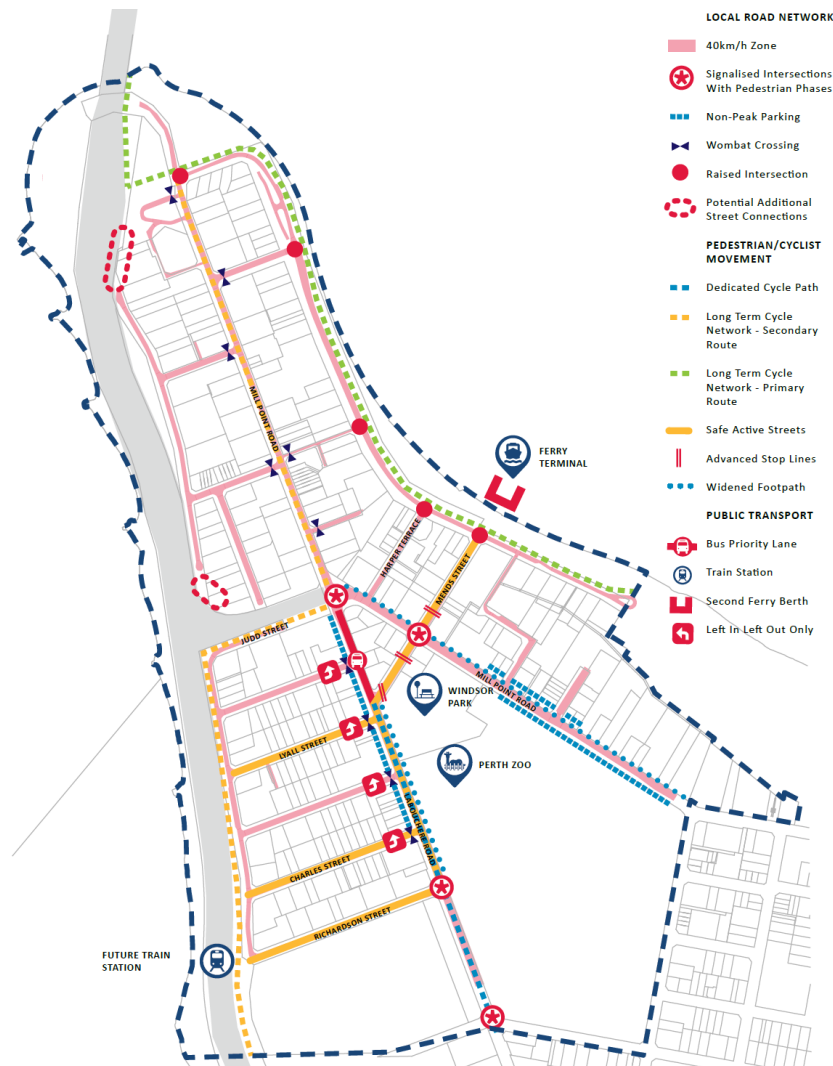 LOCAL ROAD NETWORK
40km/h Zone
Signalised Intersections
With Pedestrian Phases
Non-Peak Parking
Wombat Crossing
Raised Intersection
Potential Additional
Street Connections
PEDESTRIAN/CYCLIST
MOVEMENT
Dedicated Cycle Path
Long Term Cycle
Network - Secondary
Route
Long Term Cycle
Network - Primary
Route
Safe Active Streets
Advanced Stop Lines
Widened Footpath
PUBLIC TRANSPORT
Bus Priority Lane
Train Station
Second Ferry Berth
Left In Left Out Only
MILL POINT ROAD
FERRY
TERMINAL
HARPER TERRACE
MENDS STREET
JUDD STREET
MILL POINT ROAD
WINDSOR
PARK
LYALL STREET
PERTH ZOO
LABOUCHERE ROAD
CHARLES STREET
RICHARDSON STREET
FUTURE TRAIN
STATION